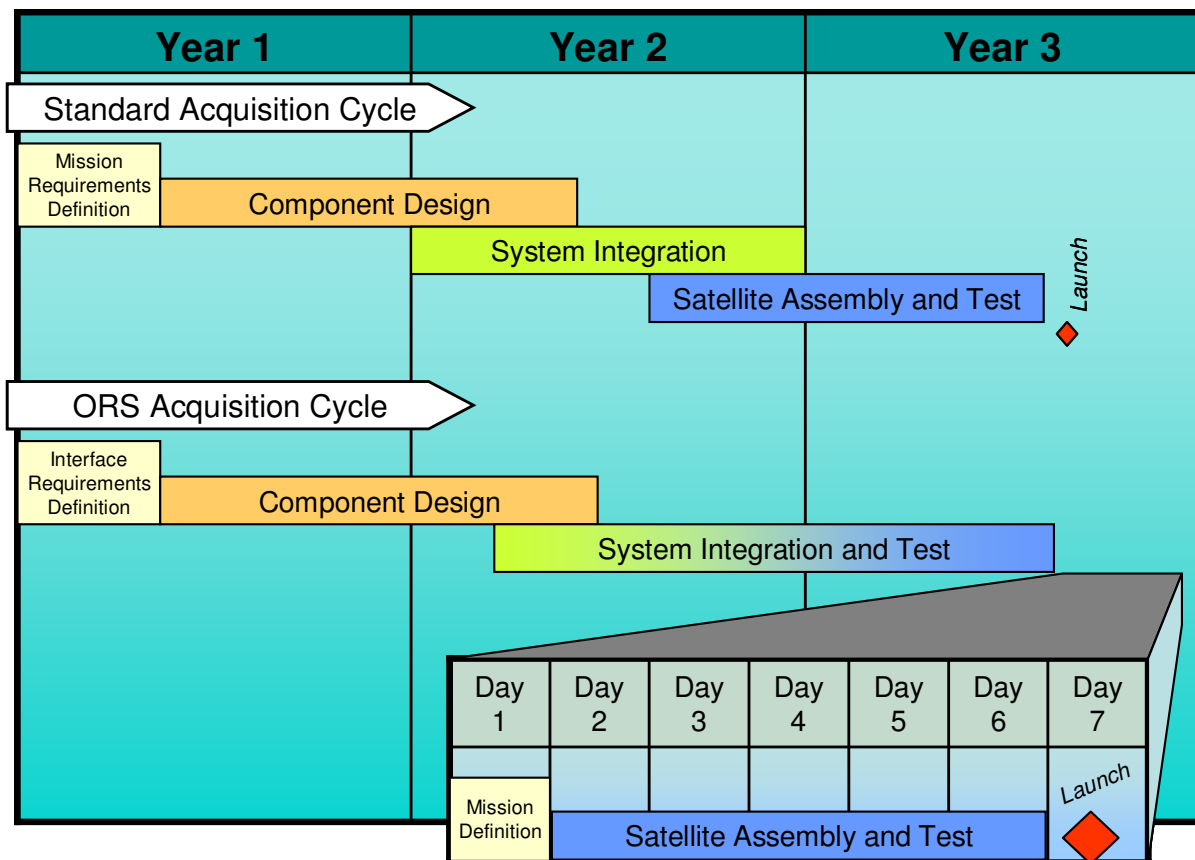 Year 1
Year 2
Year 3
Standard Acquisition Cycle
Mission
Requirements
Definition
Component Design
System Integration
Satellite Assembly and Test
Launch
ORS Acquisition Cycle
Interface
Requirements
Definition
Component Design
System Integration and Test
Day
1
Day
2
Day
3
Day
4
Day
5
Day
6
Day
7
Mission
Definition
Satellite Assembly and Test
Launch